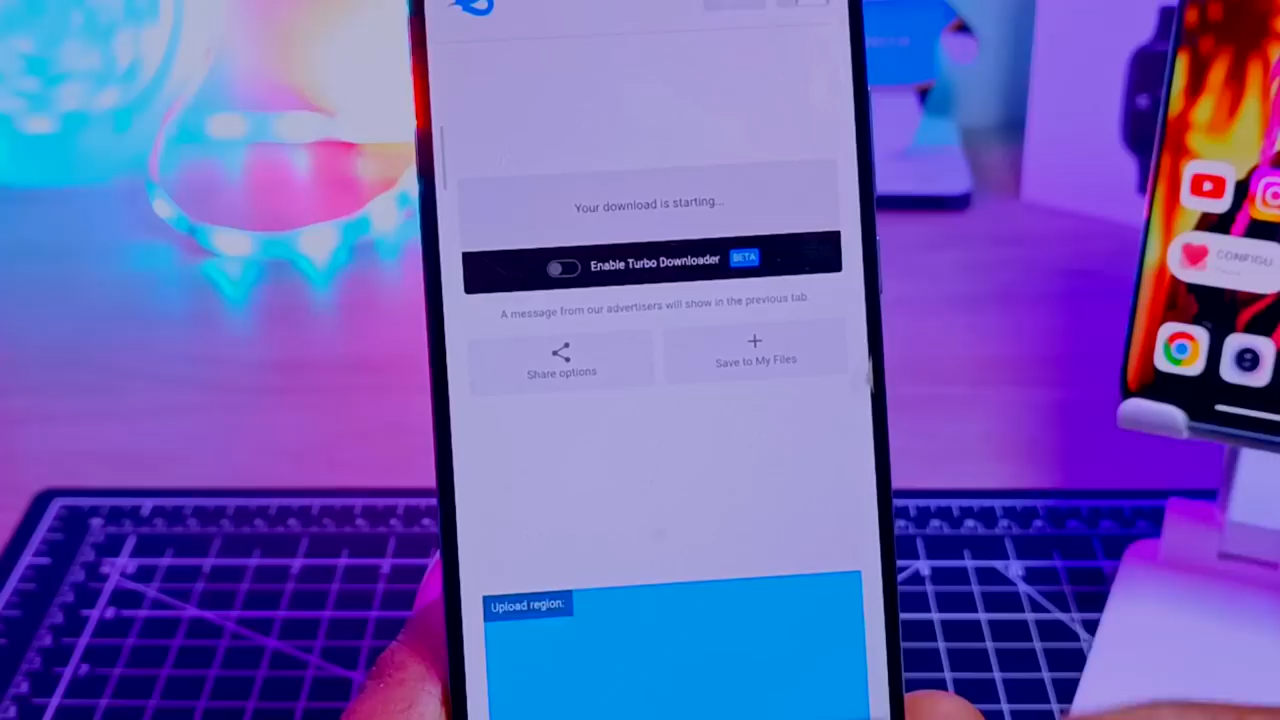 Your download is starting...
Enable Turbo Downloader BETA
A message from our advertisers will show in the previous tab.
Share options
Save to My Files
Upload region:
CONFIGU